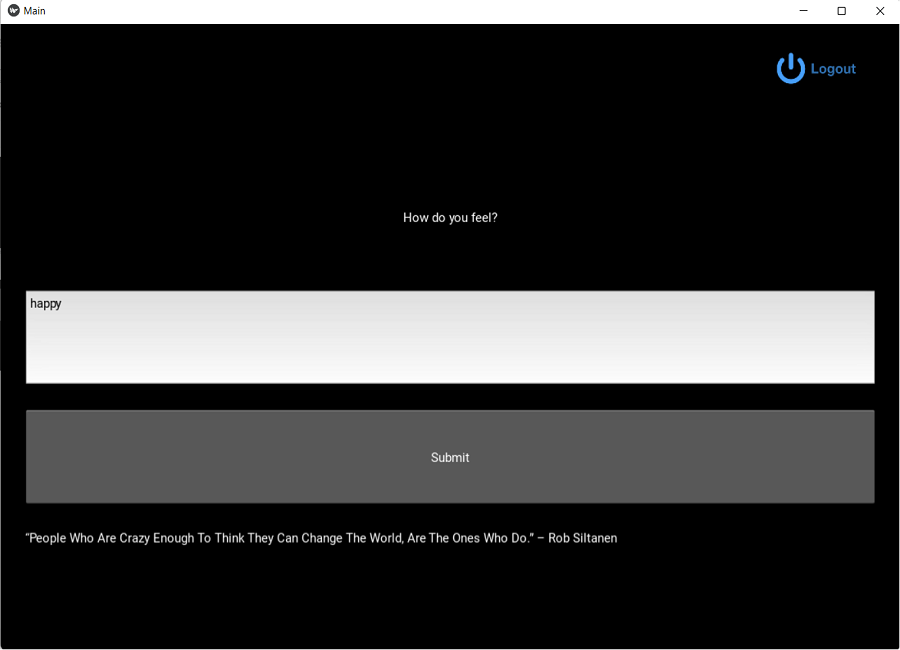 Main
Logout
How do you feel?
happy
Submit
“People Who Are Crazy Enough To Think They Can Change The World, Are The Ones Who Do.” – Rob Siltanen